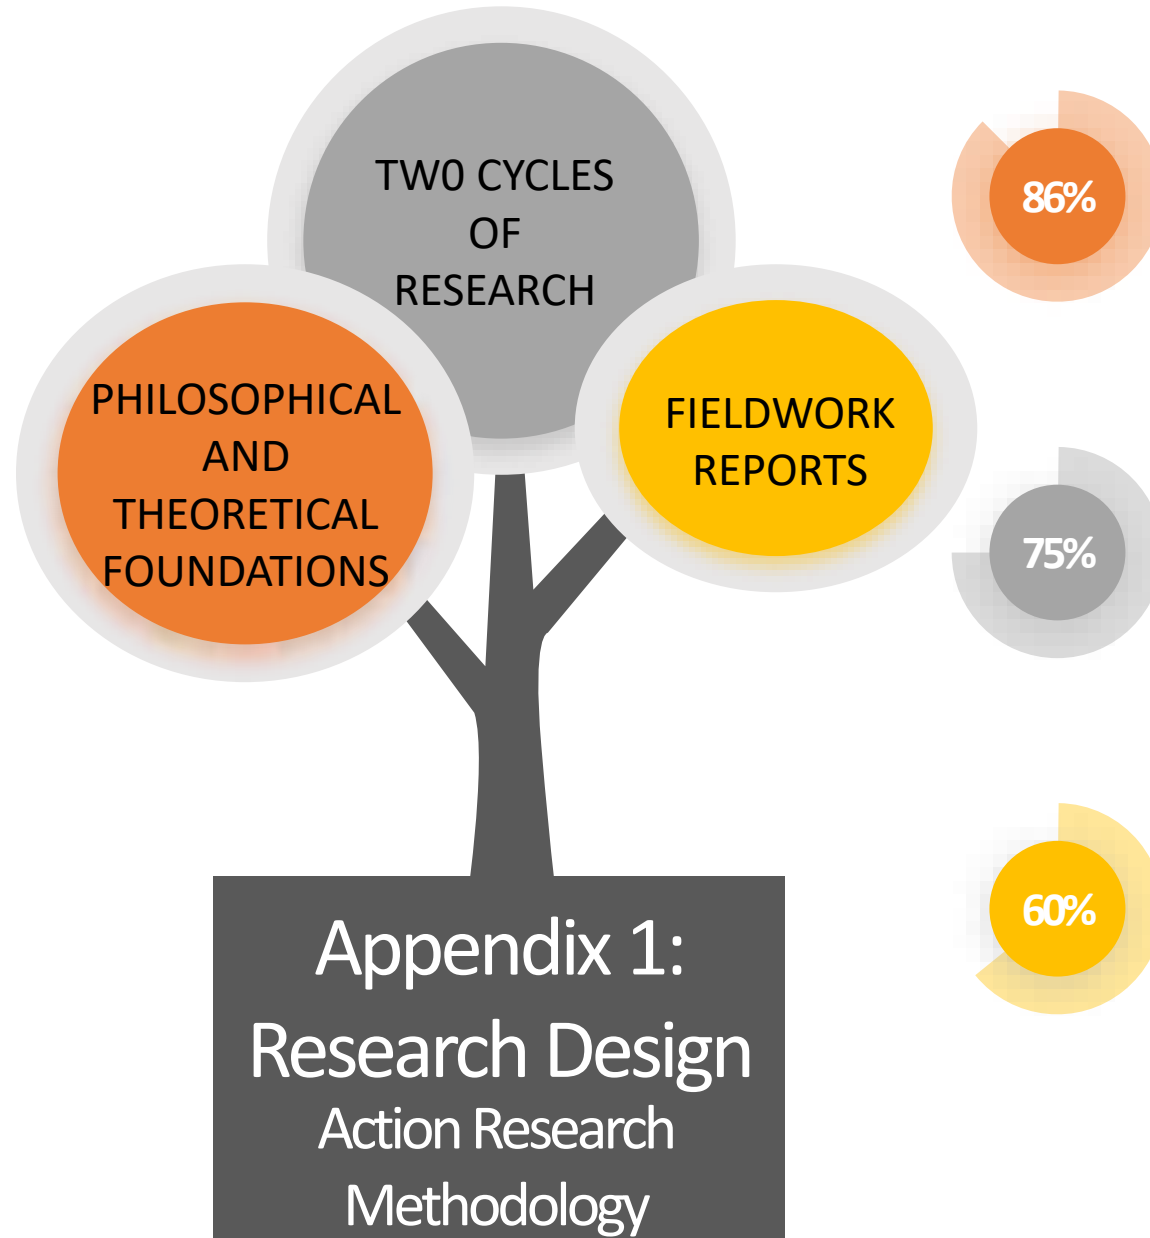 TW0 CYCLES
OF
RESEARCH
PHILOSOPHICAL
AND
THEORETICAL
FOUNDATIONS
FIELDWORK
REPORTS
86%
75%
60%
Appendix 1:
Research Design
Action Research
Methodology